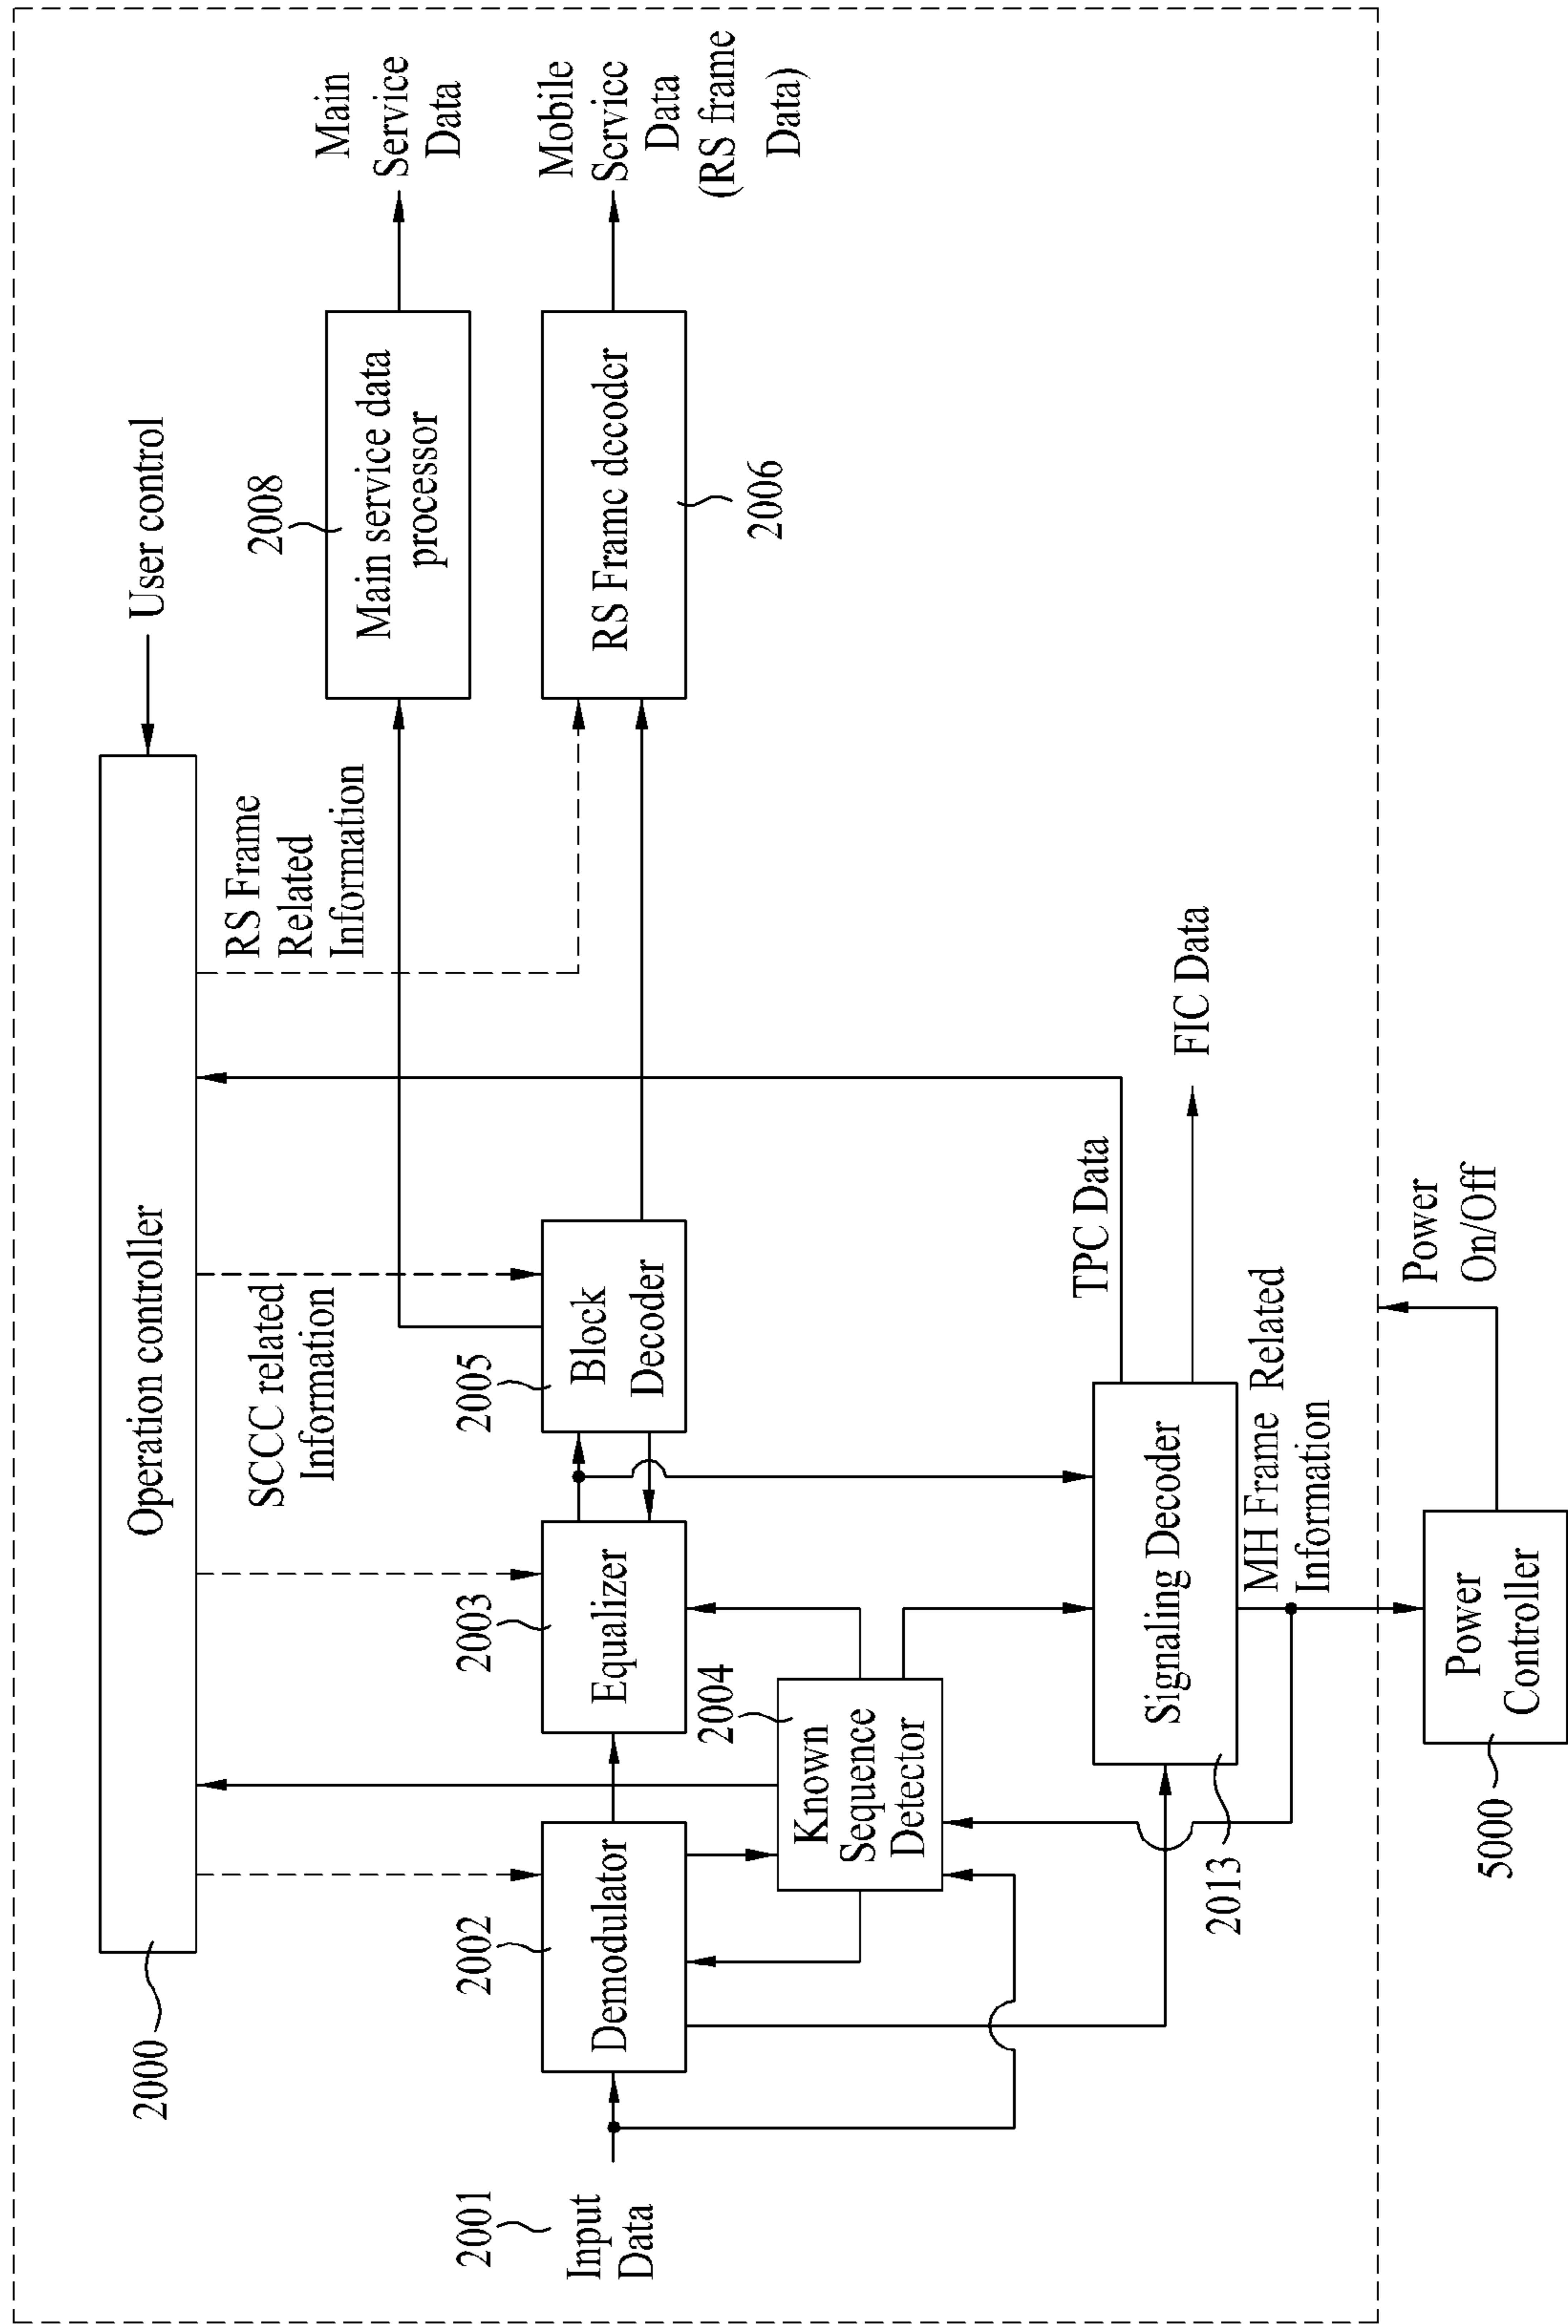 User control
Operation controller
2000
RS Frame
Related
Information
SCCC related
Information
2008
Main service data
processor
Main
Service
Data
2001
Input
Data
2002
Demodulator
2003
Equalizer
2005
Block
Decoder
RS Framc dccodcr
2006
Mobile
Scrvicc
Data
(RS frame
Data)
2004
Known
Sequence
Detector
TPC Data
FIC Data
Signaling Decoder
2013
MH Frame Related
Information
Power
On/Off
Power
Controller
5000